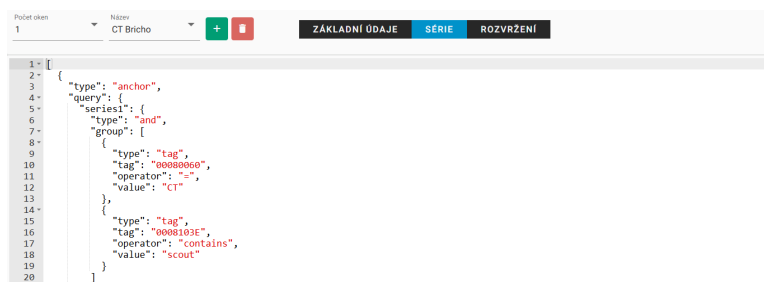 Počet oken
1
Název
CT Bricho
+
ZÁKLADNÍ ÚDAJE
SÉRIE
ROZVRŽENÍ
1 [
2 {
3 "type": "anchor",
4 "query": {
5 "series1": {
6 "type": "and",
7 "group": [
8 {
9 "type": "tag",
10 "tag": "00080060",
11 "operator": "=",
12 "value": "CT"
13 },
14 {
15 "type": "tag",
16 "tag": "0008103E",
17 "operator": "contains",
18 "value": "scout"
19 }
20 ]